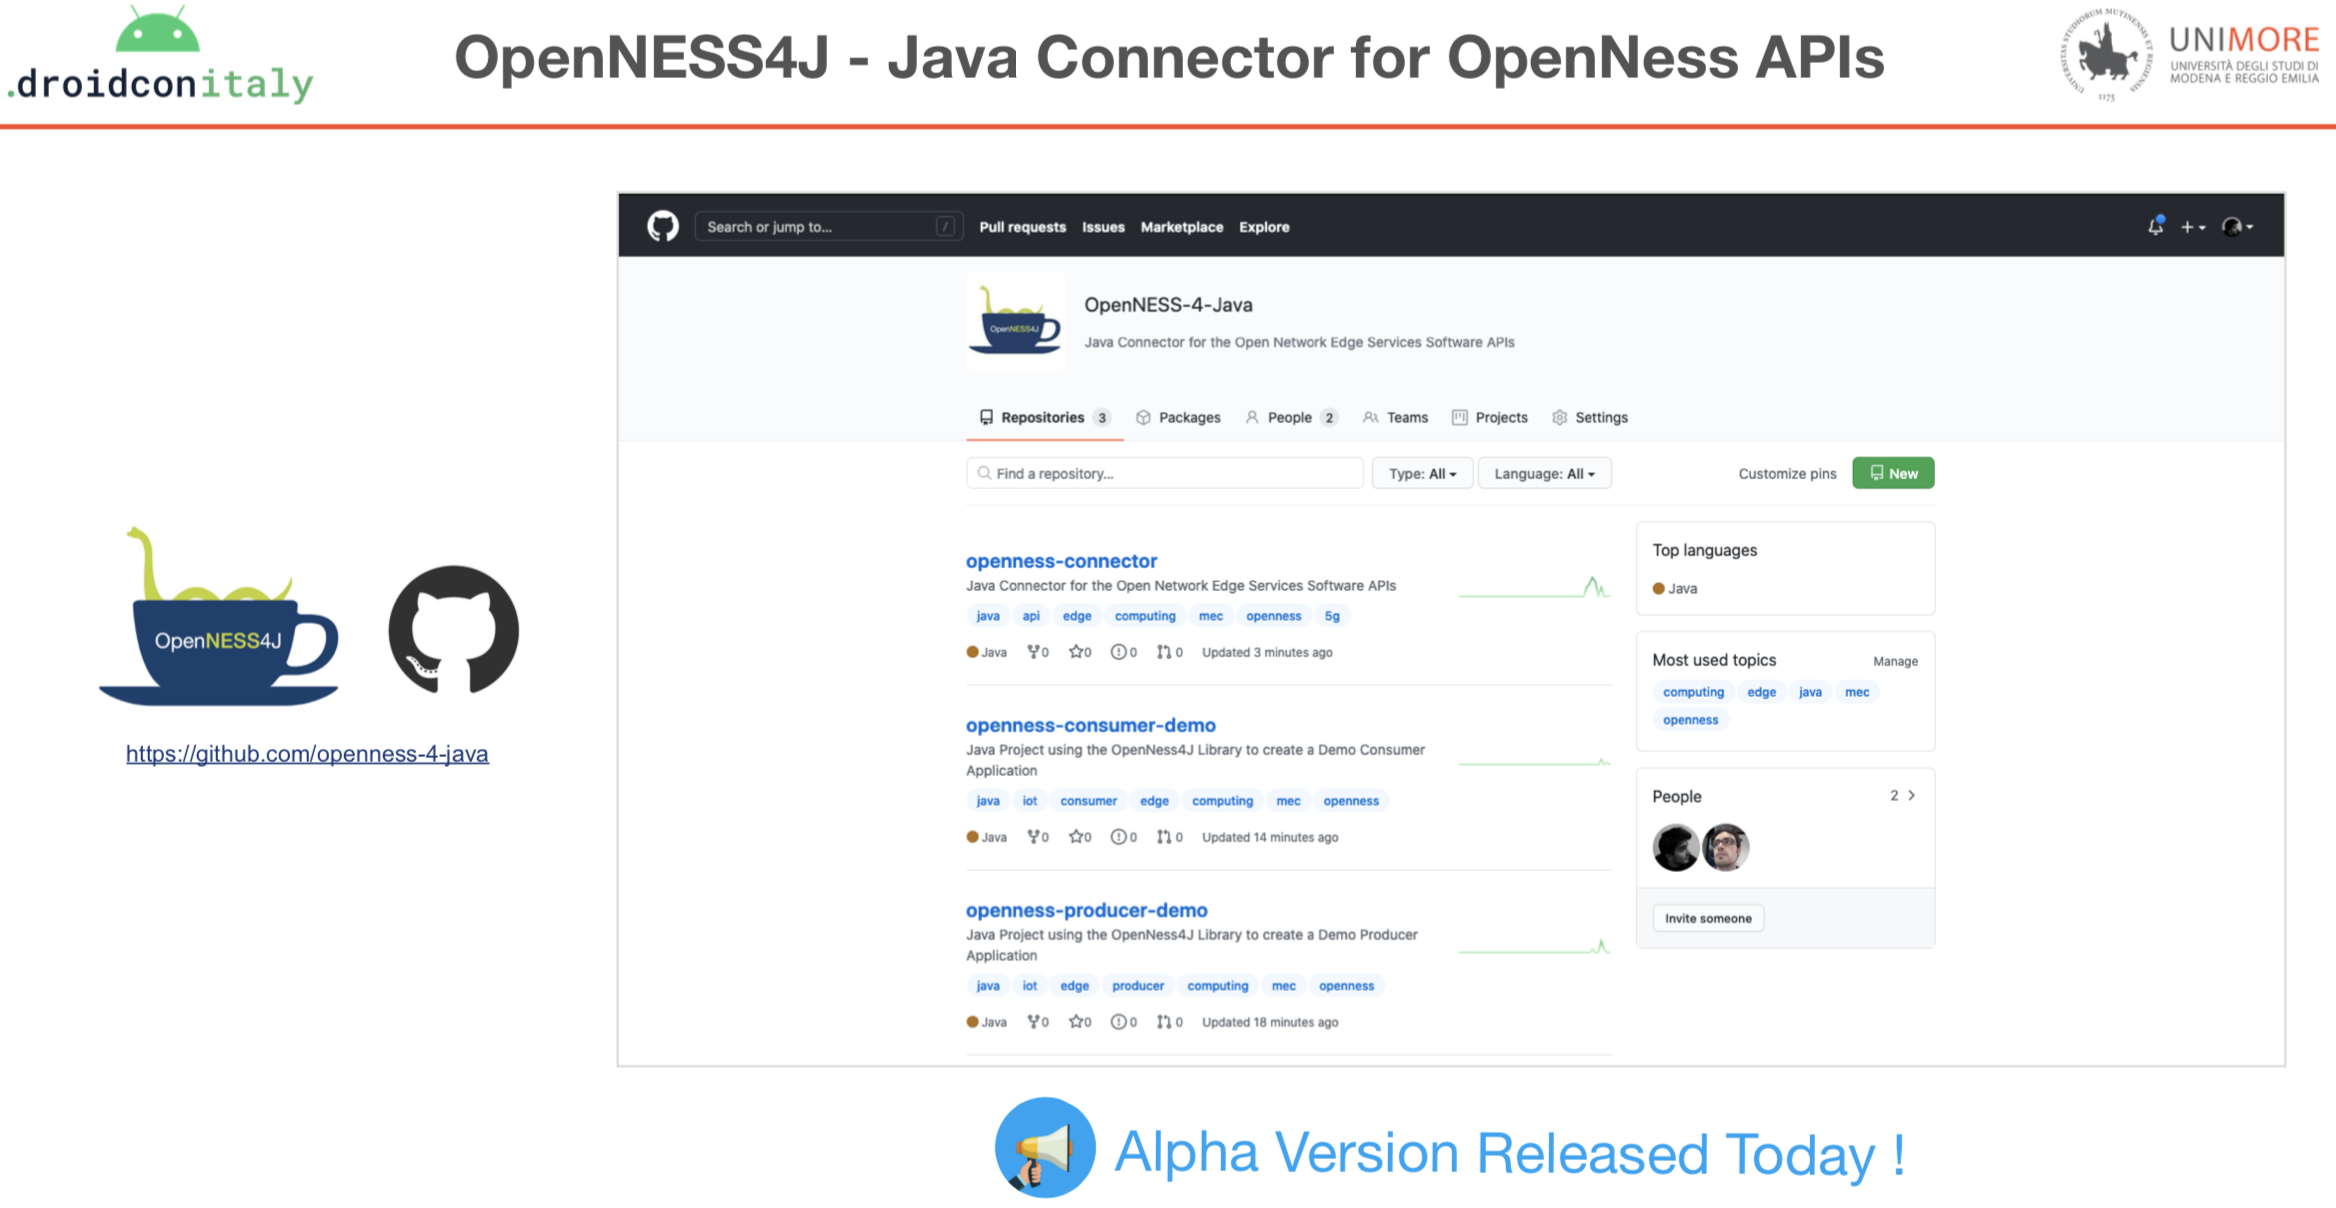 .droidconitaly
OpenNESS4J - Java Connector for OpenNess APIs
STUDIORUM MUTINENSIS ET REGIENSIS UNIVERSITAS
1175
UNIMORE
UNIVERSITÀ DEGLI STUDI DI
MODENA E REGGIO EMILIA
Search or jump to... /
Pull requests Issues Marketplace Explore
OpenNESS4J
OpenNESS-4-Java
Java Connector for the Open Network Edge Services Software APIs
Repositories 3 Packages People 2 Teams Projects Settings
Find a repository... Type: All Language: All Customize pins New
openness-connector
Java Connector for the Open Network Edge Services Software APIs
java api edge computing mec openness 5g
Java 0 0 0 0 Updated 3 minutes ago
openness-consumer-demo
Java Project using the OpenNess4J Library to create a Demo Consumer
Application
java iot consumer edge computing mec openness
Java 0 0 0 0 Updated 14 minutes ago
openness-producer-demo
Java Project using the OpenNess4J Library to create a Demo Producer
Application
java iot edge producer computing mec openness
Java 0 0 0 0 Updated 18 minutes ago
Top languages
Java
Most used topics Manage
computing edge java mec
openness
People 2
Invite someone
OpenNESS4J
https://github.com/openness-4-java
Alpha Version Released Today !